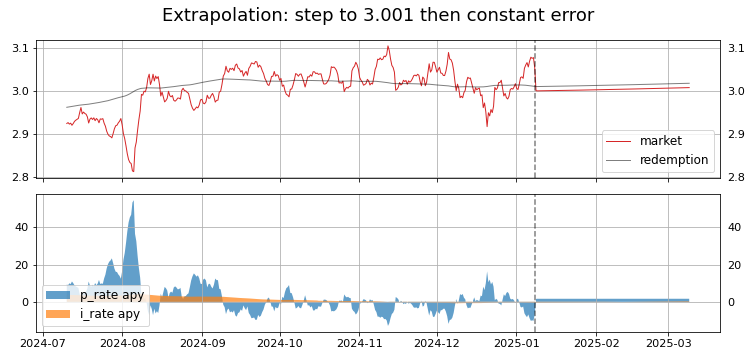 Extrapolation: step to 3.001 then constant error
3.1 3.1
3.0 3.0
2.9 2.9
2.8 2.8
market
redemption
40 40
20 20
0 0
p_rate apy
i_rate apy
2024-07 2024-08 2024-09 2024-10 2024-11 2024-12 2025-01 2025-02 2025-03